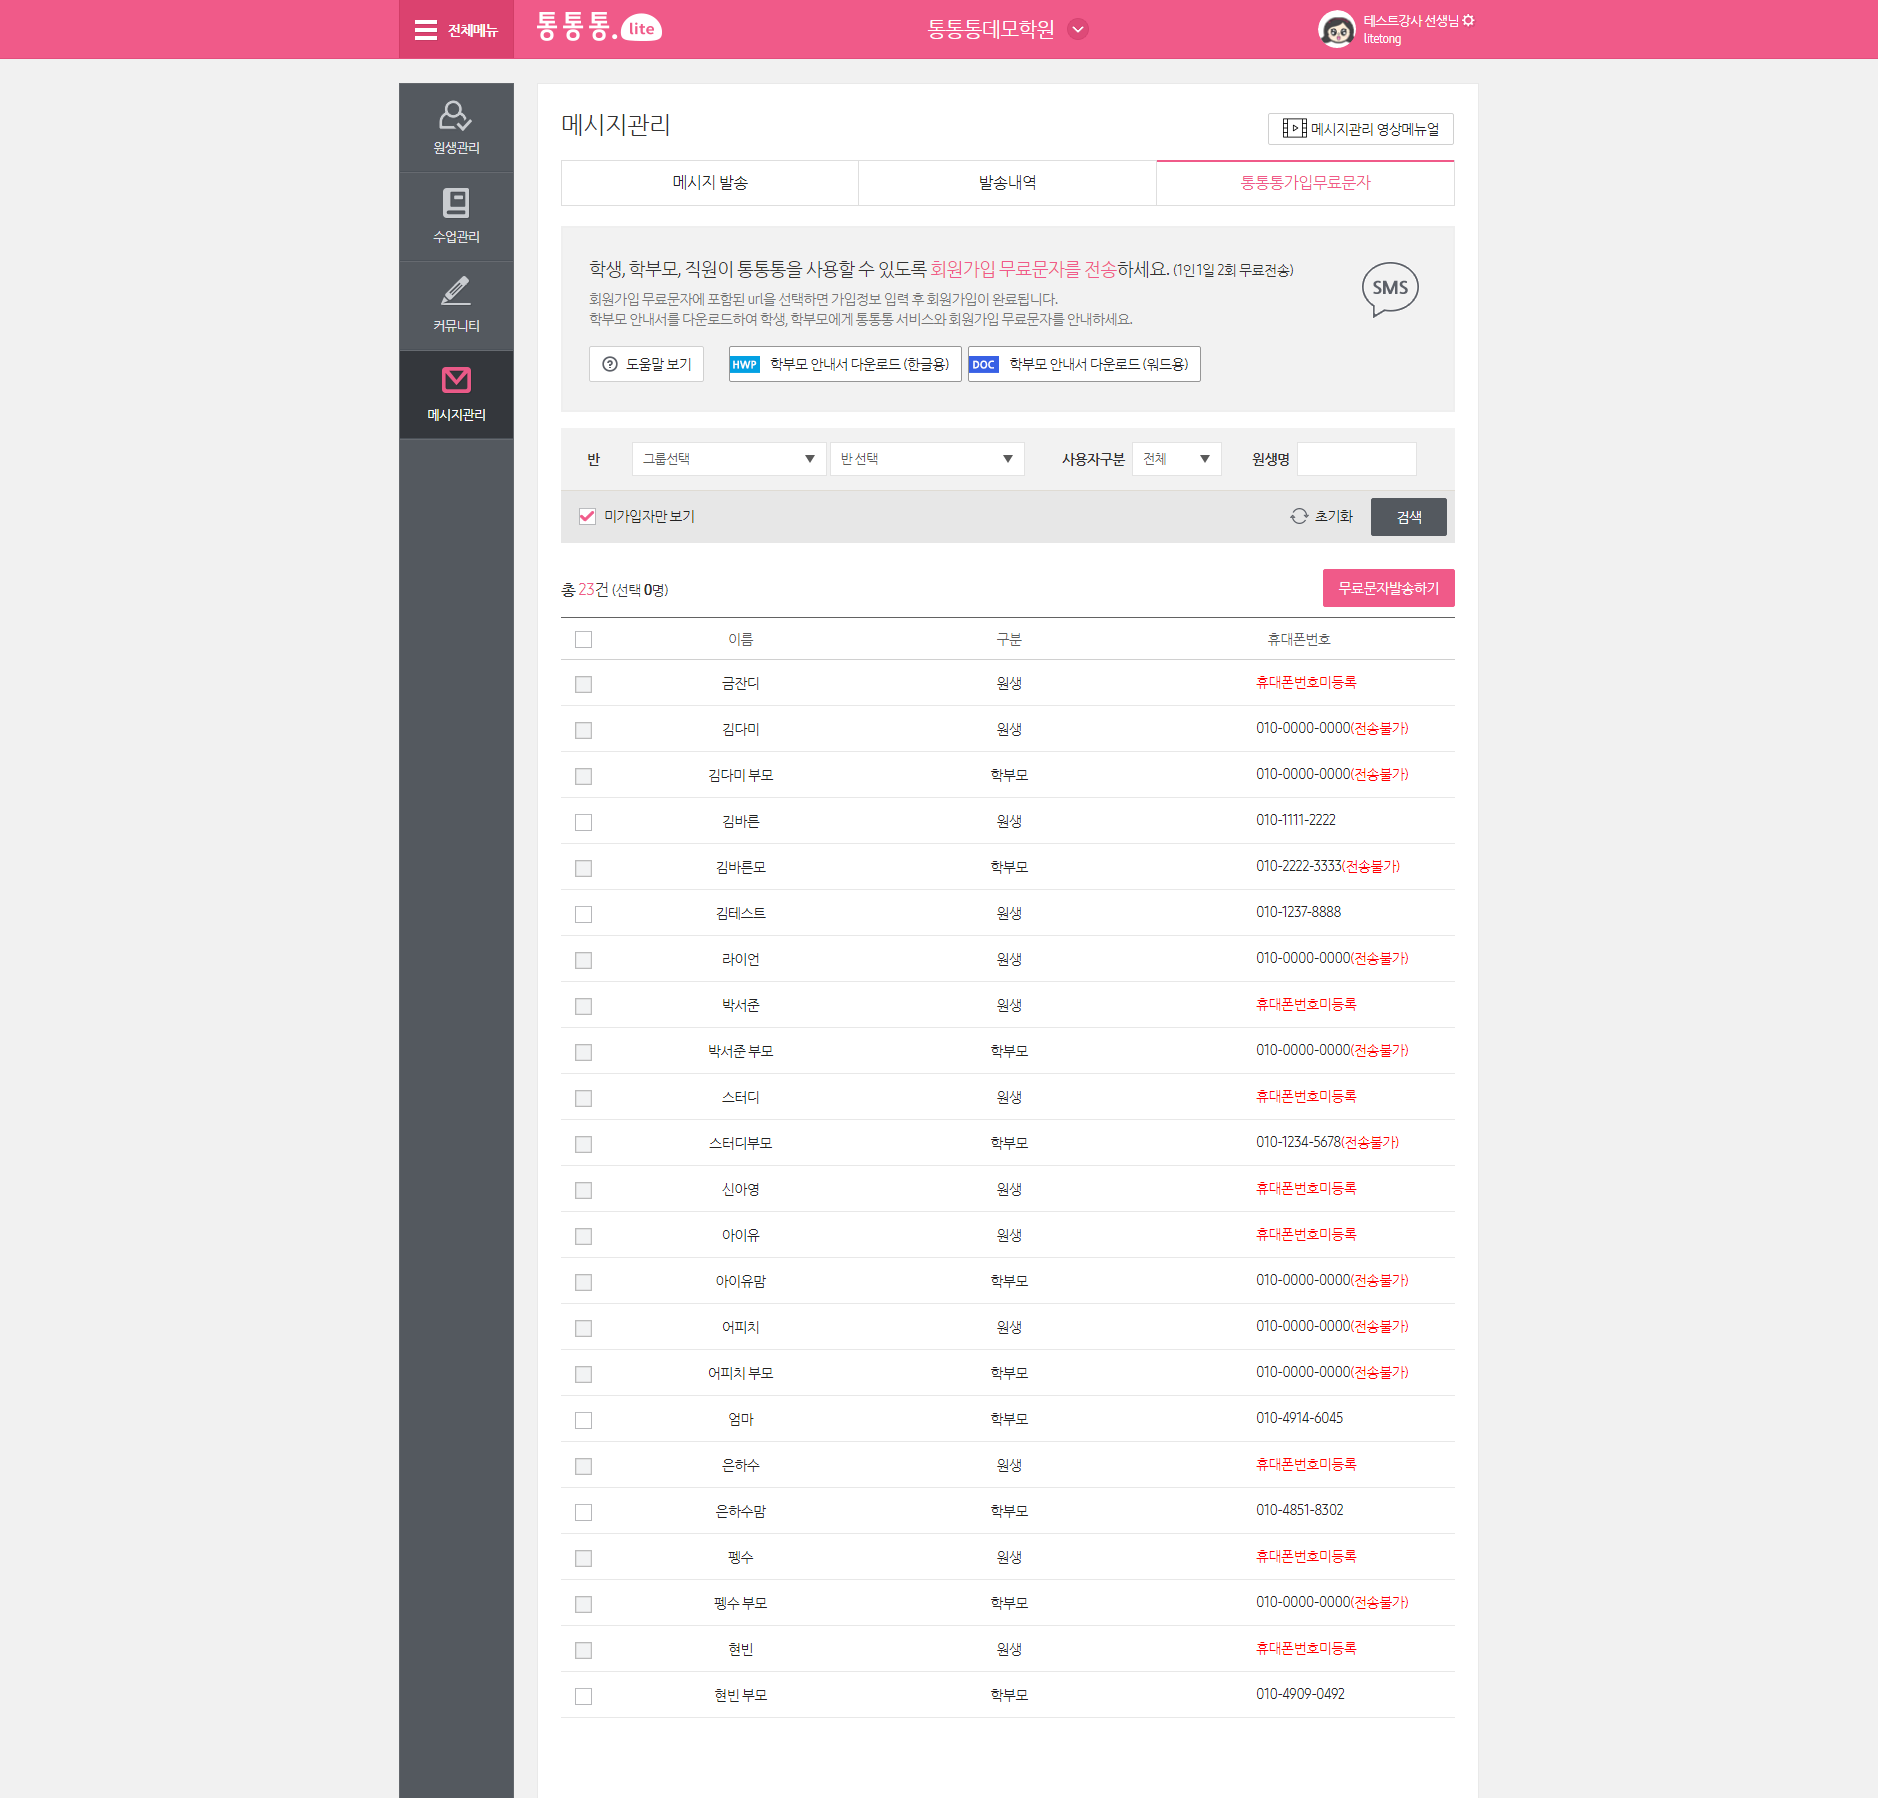 전체메뉴
통통통.lite
통통통데모학원
테스트강사 선생님
litetong
원생관리
수업관리
커뮤니티
메시지관리
메시지관리
메시지관리 영상메뉴얼
메시지 발송
발송내역
통통통가입무료문자
학생, 학부모, 직원이 통통통을 사용할 수 있도록 회원가입 무료문자를 전송하세요. (1인 1일 2회 무료전송)
회원가입 무료문자에 포함된 url을 선택하면 가입정보 입력 후 회원가입이 완료됩니다.
학부모 안내서를 다운로드하여 학생, 학부모에게 통통통 서비스와 회원가입 무료문자를 안내하세요.
SMS
도움말 보기
HWP 학부모 안내서 다운로드 (한글용)
DOC 학부모 안내서 다운로드 (워드용)
반 그룹선택 반 선택 사용자구분 전체 원생명
미가입자만 보기 초기화 검색
총 23건 (선택 0명) 무료문자발송하기
이름 구분 휴대폰번호
금잔디 원생 휴대폰번호미등록
김다미 원생 010-0000-0000(전송불가)
김다미 부모 학부모 010-0000-0000(전송불가)
김바른 원생 010-1111-2222
김바른모 학부모 010-2222-3333(전송불가)
김테스트 원생 010-1237-8888
라이언 원생 010-0000-0000(전송불가)
박서준 원생 휴대폰번호미등록
박서준 부모 학부모 010-0000-0000(전송불가)
스터디 원생 휴대폰번호미등록
스터디부모 학부모 010-1234-5678(전송불가)
신아영 원생 휴대폰번호미등록
아이유 원생 휴대폰번호미등록
아이유맘 학부모 010-0000-0000(전송불가)
어피치 원생 010-0000-0000(전송불가)
어피치 부모 학부모 010-0000-0000(전송불가)
엄마 학부모 010-4914-6045
은하수 원생 휴대폰번호미등록
은하수맘 학부모 010-4851-8302
펭수 원생 휴대폰번호미등록
펭수 부모 학부모 010-0000-0000(전송불가)
현빈 원생 휴대폰번호미등록
현빈 부모 학부모 010-4909-0492